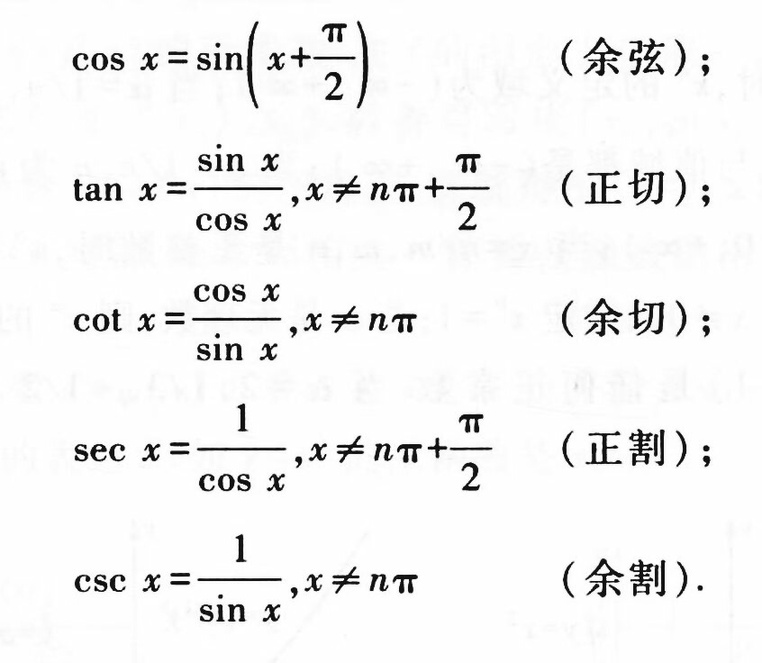 cos x=sin(x+π/2) (余弦);
tan x=sin x/cos x,x≠nπ+π/2 (正切);
cot x=cos x/sin x,x≠nπ (余切);
sec x=1/cos x,x≠nπ+π/2 (正割);
csc x=1/sin x,x≠nπ (余割).